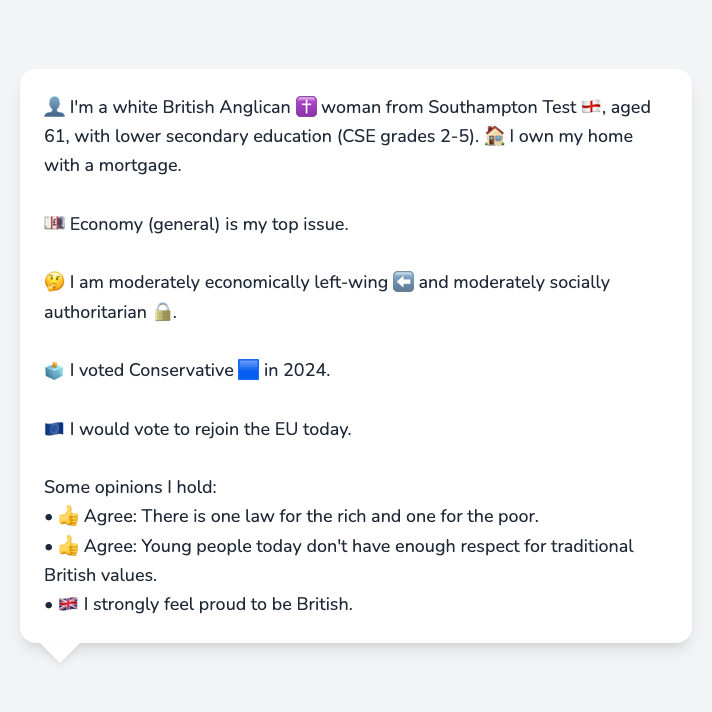 👤 I'm a white British Anglican ✝️ woman from Southampton Test 🏴󠁧󠁢󠁥󠁮󠁧󠁿, aged
61, with lower secondary education (CSE grades 2-5). 🏠 I own my home
with a mortgage.
💷 Economy (general) is my top issue.
🤔 I am moderately economically left-wing ⬅️ and moderately socially
authoritarian 🔒.
🗳️ I voted Conservative 🟦 in 2024.
🇪🇺 I would vote to rejoin the EU today.
Some opinions I hold:
• 👍 Agree: There is one law for the rich and one for the poor.
• 👍 Agree: Young people today don't have enough respect for traditional
British values.
• 🇬🇧 I strongly feel proud to be British.